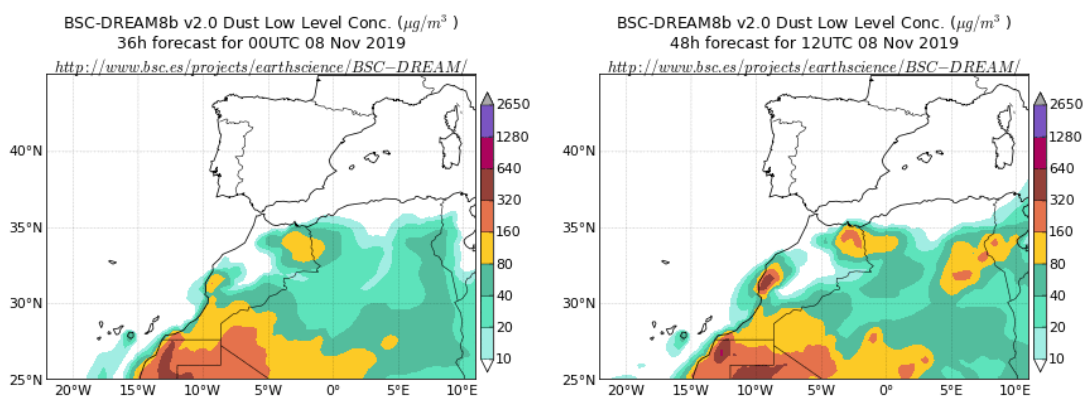 BSC-DREAM8b v2.0 Dust Low Level Conc. (μg/m³ )
36h forecast for 00UTC 08 Nov 2019
http://www.bsc.es/projects/earthscience/BSC−DREAM/
2650
1280
640
320
160
80
40
20
10
40°N
35°N
30°N
25°N
20°W
15°W
10°W
5°W
0°
5°E
10°E
BSC-DREAM8b v2.0 Dust Low Level Conc. (μg/m³ )
48h forecast for 12UTC 08 Nov 2019
http://www.bsc.es/projects/earthscience/BSC−DREAM/
2650
1280
640
320
160
80
40
20
10
40°N
35°N
30°N
25°N
20°W
15°W
10°W
5°W
0°
5°E
10°E